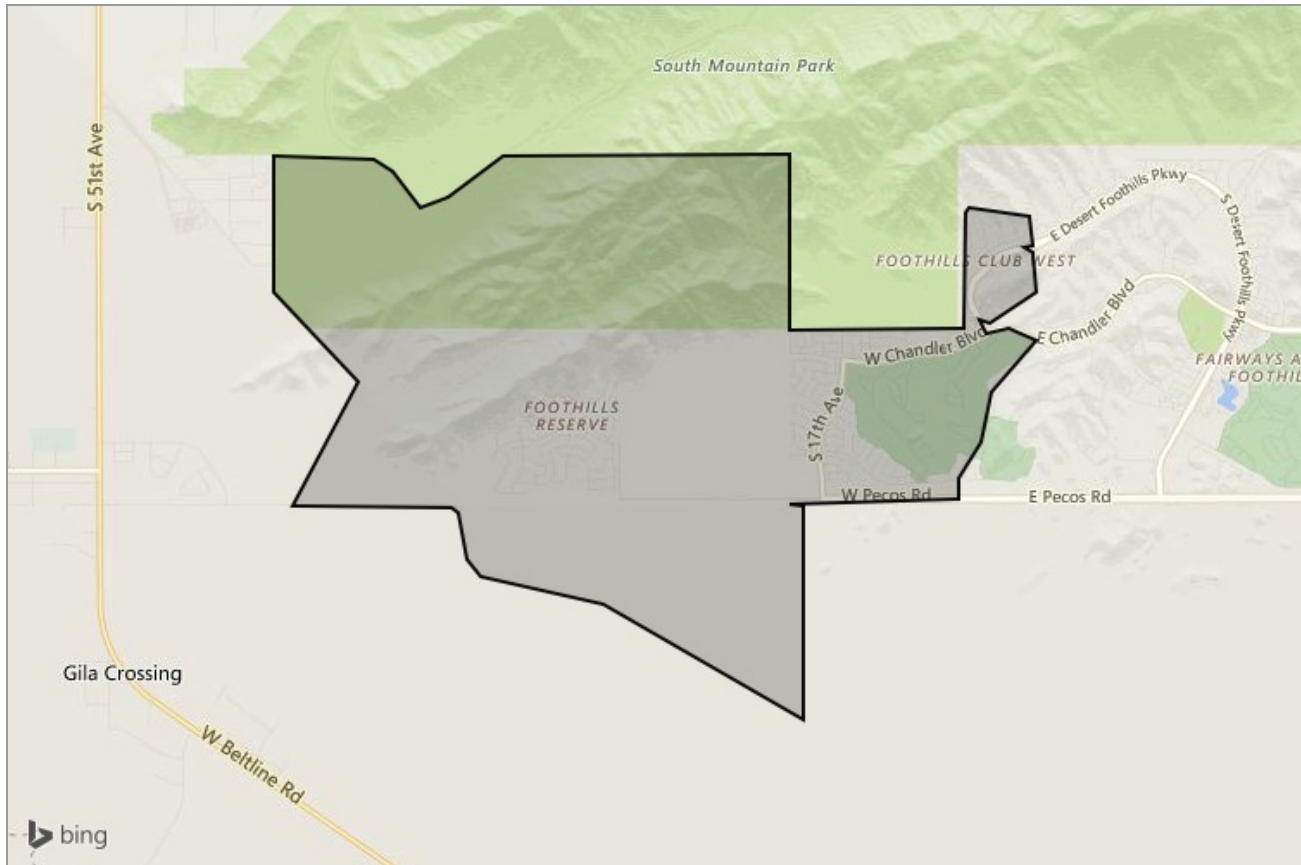 South Mountain Park
S 51st Ave
E Desert Foothills Pkwy
S Desert Foothills Pkwy
FOOTHILLS CLUB WEST
W Chandler Blvd
E Chandler Blvd
FAIRWAYS A
FOOTHIL
FOOTHILLS
RESERVE
S 17th Ave
W Pecos Rd
E Pecos Rd
Gila Crossing
W Beltline Rd
bing